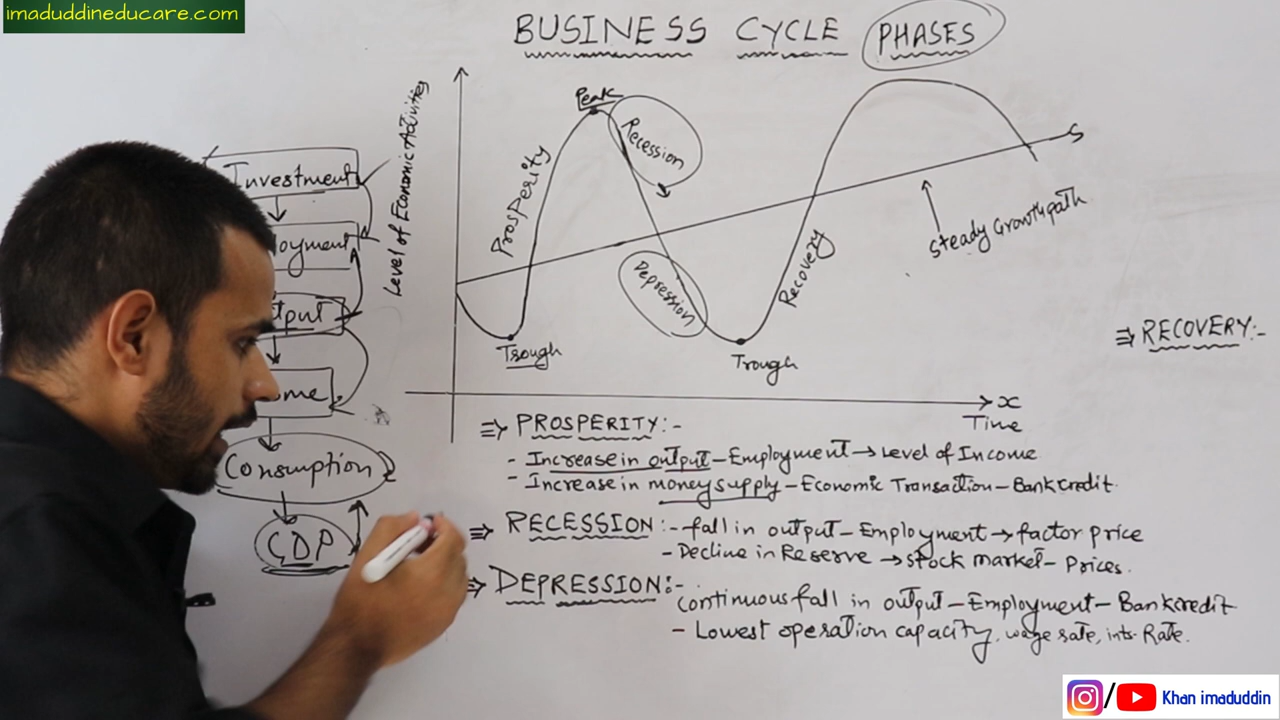 imaduddineducare.com
BUSINESS CYCLE PHASES
Level of Economic Activities
Peak
Prosperity
Recession
Depression
Recovery
S
Steady Growth path
Trough
Trough
x
Time
Investment
oyment
tput
ome
Consumption
GDP
⇒ RECOVERY:-
⇒ PROSPERITY:-
- Increase in output - Employment → Level of Income
- Increase in money supply - Economic Transaction - Bank credit.
⇒ RECESSION:- fall in output - Employment → factor price
- Decline in Reserve → stock market - Prices.
⇒ DEPRESSION:-
Continuous fall in output - Employment - Bank credit
- Lowest operation capacity, wage rate, int. Rate.
Khan imaduddin